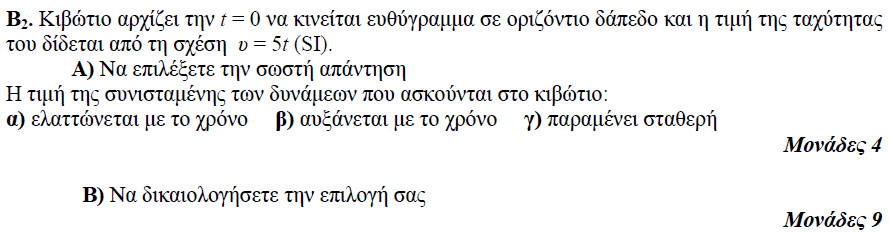 Β₂. Κιβώτιο αρχίζει την t = 0 να κινείται ευθύγραμμα σε οριζόντιο δάπεδο και η τιμή της ταχύτητας
του δίδεται από τη σχέση υ = 5t (SI).
Α) Να επιλέξετε την σωστή απάντηση
Η τιμή της συνισταμένης των δυνάμεων που ασκούνται στο κιβώτιο:
α) ελαττώνεται με το χρόνο β) αυξάνεται με το χρόνο γ) παραμένει σταθερή
Μονάδες 4
Β) Να δικαιολογήσετε την επιλογή σας
Μονάδες 9